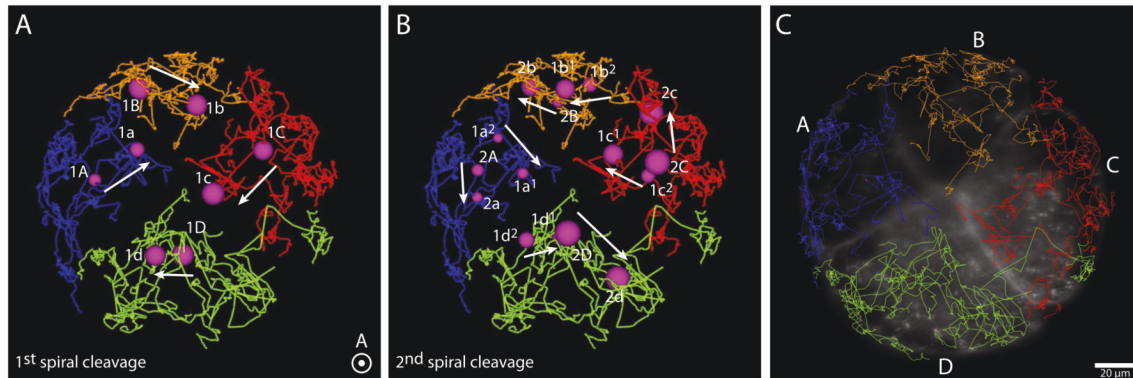 A
1B
1b
1a
1C
1A
1c
1D
1d
1st spiral cleavage
A
B
2b
1b1
1b2
2B
2c
1a2
1c1
2A
2C
1a1
1c2
2a
1d1
1d2
2D
2d
2nd spiral cleavage
C
B
A
C
D
20 µm